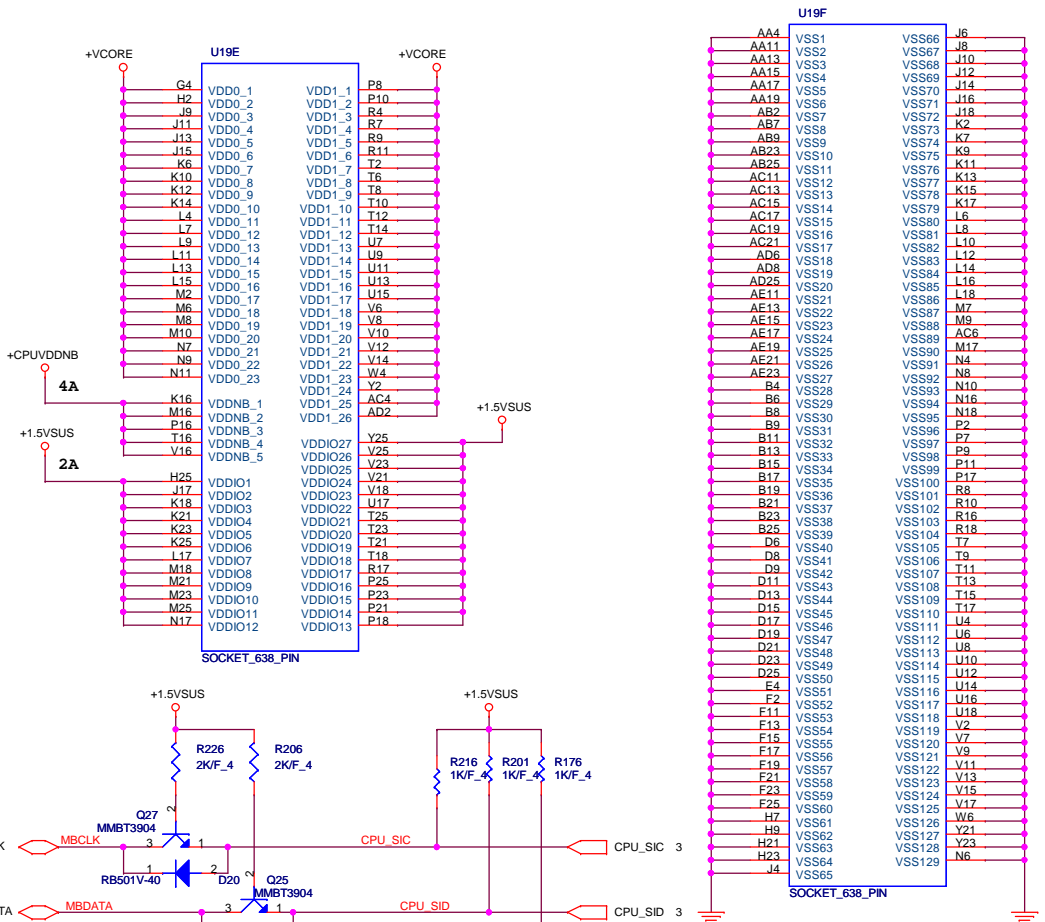 U19E
+VCORE
+VCORE
G4 VDD0_1 VDD1_1 P8
H2 VDD0_2 VDD1_2 P10
J9 VDD0_3 VDD1_3 R4
J11 VDD0_4 VDD1_4 R7
J13 VDD0_5 VDD1_5 R9
J15 VDD0_6 VDD1_6 R11
K6 VDD0_7 VDD1_7 T2
K10 VDD0_8 VDD1_8 T6
K12 VDD0_9 VDD1_9 T8
K14 VDD0_10 VDD1_10 T10
L4 VDD0_11 VDD1_11 T12
L7 VDD0_12 VDD1_12 T14
L9 VDD0_13 VDD1_13 U7
L11 VDD0_14 VDD1_14 U9
L13 VDD0_15 VDD1_15 U11
L15 VDD0_16 VDD1_16 U13
M2 VDD0_17 VDD1_17 U15
M6 VDD0_18 VDD1_18 V6
M8 VDD0_19 VDD1_19 V8
M10 VDD0_20 VDD1_20 V10
N7 VDD0_21 VDD1_21 V12
N9 VDD0_22 VDD1_22 V14
N11 VDD0_23 VDD1_23 W4
VDD1_24 Y2
+CPUVDDNB
4A
K16 VDDNB_1 VDD1_25 AC4
M16 VDDNB_2 VDD1_26 AD2
P16 VDDNB_3
T16 VDDNB_4
V16 VDDNB_5
+1.5VSUS
VDDIO27 Y25
VDDIO26 V25
VDDIO25 V23
+1.5VSUS
2A
H25 VDDIO1 VDDIO24 V21
J17 VDDIO2 VDDIO23 V18
K18 VDDIO3 VDDIO22 U17
K21 VDDIO4 VDDIO21 T25
K23 VDDIO5 VDDIO20 T23
K25 VDDIO6 VDDIO19 T21
L17 VDDIO7 VDDIO18 T18
M18 VDDIO8 VDDIO17 R17
M21 VDDIO9 VDDIO16 P25
M23 VDDIO10 VDDIO15 P23
M25 VDDIO11 VDDIO14 P21
N17 VDDIO12 VDDIO13 P18
SOCKET_638_PIN
U19F
AA4 VSS1 VSS66 J6
AA11 VSS2 VSS67 J8
AA13 VSS3 VSS68 J10
AA15 VSS4 VSS69 J12
AA17 VSS5 VSS70 J14
AA19 VSS6 VSS71 J16
AB2 VSS7 VSS72 J18
AB7 VSS8 VSS73 K2
AB9 VSS9 VSS74 K7
AB23 VSS10 VSS75 K9
AB25 VSS11 VSS76 K11
AC11 VSS12 VSS77 K13
AC13 VSS13 VSS78 K15
AC15 VSS14 VSS79 K17
AC17 VSS15 VSS80 L6
AC19 VSS16 VSS81 L8
AC21 VSS17 VSS82 L10
AD6 VSS18 VSS83 L12
AD8 VSS19 VSS84 L14
AD25 VSS20 VSS85 L16
AE11 VSS21 VSS86 L18
AE13 VSS22 VSS87 M7
AE15 VSS23 VSS88 M9
AE17 VSS24 VSS89 AC6
AE19 VSS25 VSS90 M17
AE21 VSS26 VSS91 N4
AE23 VSS27 VSS92 N8
B4 VSS28 VSS93 N10
B6 VSS29 VSS94 N16
B8 VSS30 VSS95 N18
B9 VSS31 VSS96 P2
B11 VSS32 VSS97 P7
B13 VSS33 VSS98 P9
B15 VSS34 VSS99 P11
B17 VSS35 VSS100 P17
B19 VSS36 VSS101 R8
B21 VSS37 VSS102 R10
B23 VSS38 VSS103 R16
B25 VSS39 VSS104 R18
D6 VSS40 VSS105 T7
D8 VSS41 VSS106 T9
D9 VSS42 VSS107 T11
D11 VSS43 VSS108 T13
D13 VSS44 VSS109 T15
D15 VSS45 VSS110 T17
D17 VSS46 VSS111 U4
D19 VSS47 VSS112 U6
D21 VSS48 VSS113 U8
D23 VSS49 VSS114 U10
D25 VSS50 VSS115 U12
E4 VSS51 VSS116 U14
F2 VSS52 VSS117 U16
F11 VSS53 VSS118 U18
F13 VSS54 VSS119 V2
F15 VSS55 VSS120 V7
F17 VSS56 VSS121 V9
F19 VSS57 VSS122 V11
F21 VSS58 VSS123 V13
F23 VSS59 VSS124 V15
F25 VSS60 VSS125 V17
H7 VSS61 VSS126 W6
H9 VSS62 VSS127 Y21
H21 VSS63 VSS128 Y23
H23 VSS64 VSS129 N6
J4 VSS65
SOCKET_638_PIN
+1.5VSUS
+1.5VSUS
R226 R206
2K/F_4 2K/F_4
R216 R201 R176
1K/F_4 1K/F_4 1K/F_4
Q27
MMBT3904
2
K MBCLK 3 1 CPU_SIC CPU_SIC 3
1 2
RB501V-40 D20
Q25
MMBT3904
2
TA MBDATA 3 1 CPU_SID CPU_SID 3